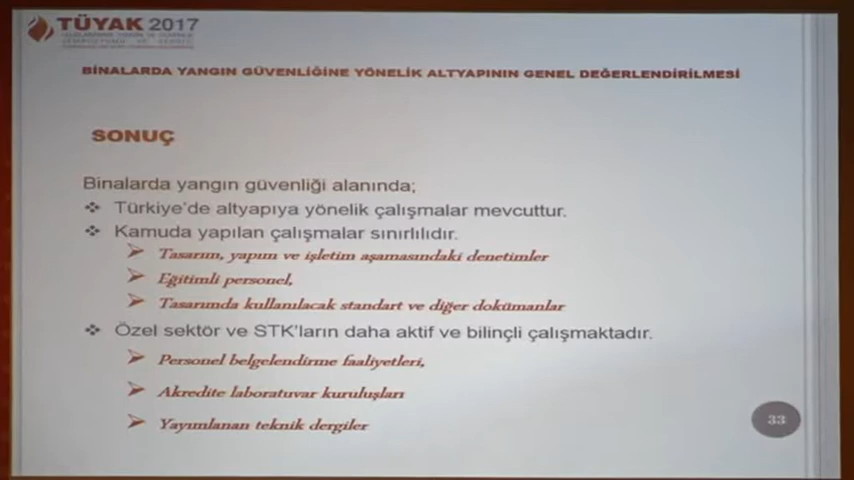 TÜYAK 2017
BİNALARDA YANGIN GÜVENLİĞİNE YÖNELİK ALTYAPININ GENEL DEĞERLENDİRİLMESİ
SONUÇ
Binalarda yangın güvenliği alanında;
Türkiye'de altyapıya yönelik çalışmalar mevcuttur.
Kamuda yapılan çalışmalar sınırlılıdır.
Tasarım, yapım ve işletim aşamasındaki denetimler
Eğitimli personel,
Tasarımda kullanılacak standart ve diğer dokümanlar
Özel sektör ve STK'ların daha aktif ve bilinçli çalışmaktadır.
Personel belgelendirme faaliyetleri,
Akredite laboratuvar kuruluşları
Yayımlanan teknik dergiler
33